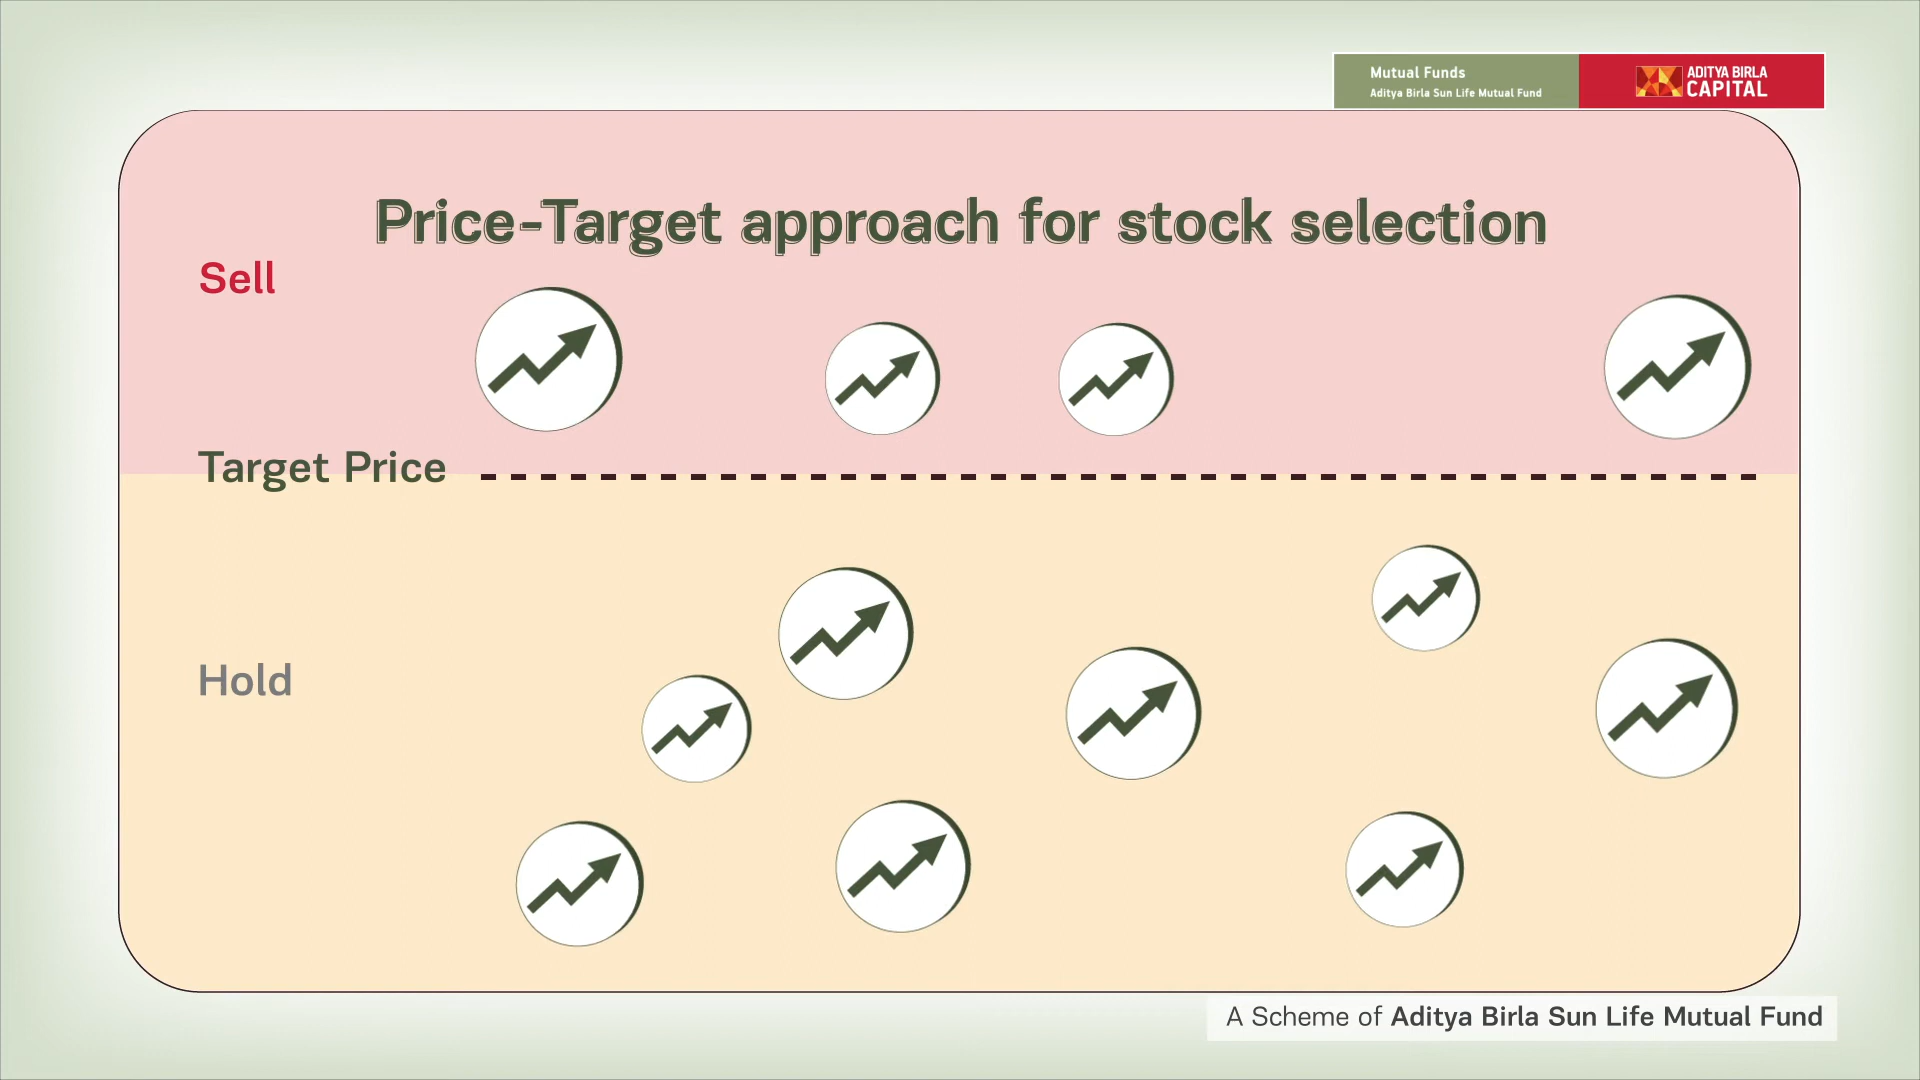 Mutual Funds
Aditya Birla Sun Life Mutual Fund
ADITYA BIRLA
CAPITAL
Price-Target approach for stock selection
Sell
Target Price
Hold
A Scheme of Aditya Birla Sun Life Mutual Fund